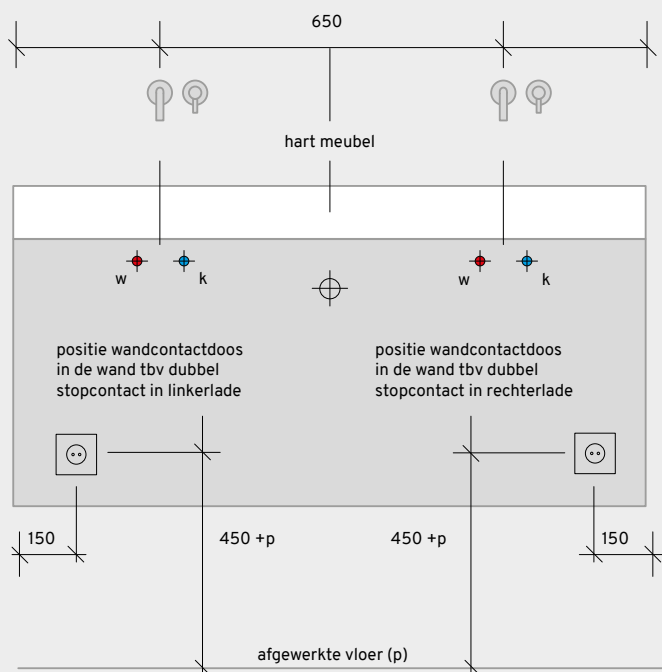 650
hart meubel
w k w k
positie wandcontactdoos
in de wand tbv dubbel
stopcontact in linkerlade
positie wandcontactdoos
in de wand tbv dubbel
stopcontact in rechterlade
150 450 +p 450 +p 150
afgewerkte vloer (p)